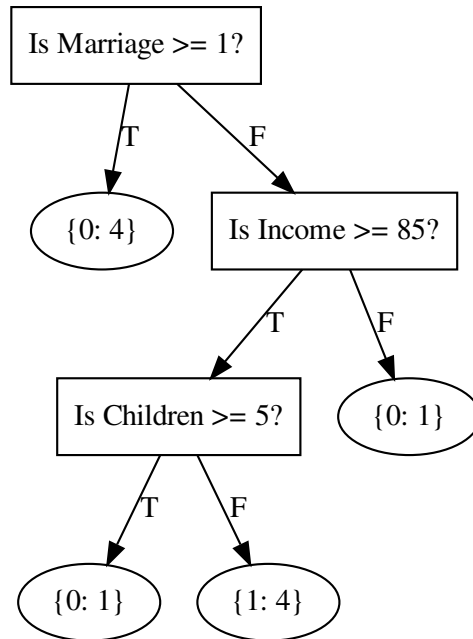 Is Marriage >= 1?
T
F
{0: 4}
Is Income >= 85?
T
F
Is Children >= 5?
{0: 1}
T
F
{0: 1}
{1: 4}